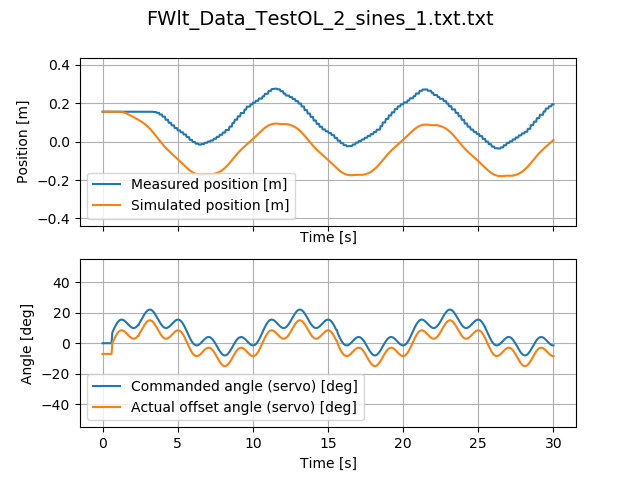 FWlt_Data_TestOL_2_sines_1.txt.txt
0.4
0.2
0.0
−0.2
−0.4
Position [m]
Measured position [m]
Simulated position [m]
Time [s]
40
20
0
−20
−40
Angle [deg]
Commanded angle (servo) [deg]
Actual offset angle (servo) [deg]
0 5 10 15 20 25 30
Time [s]